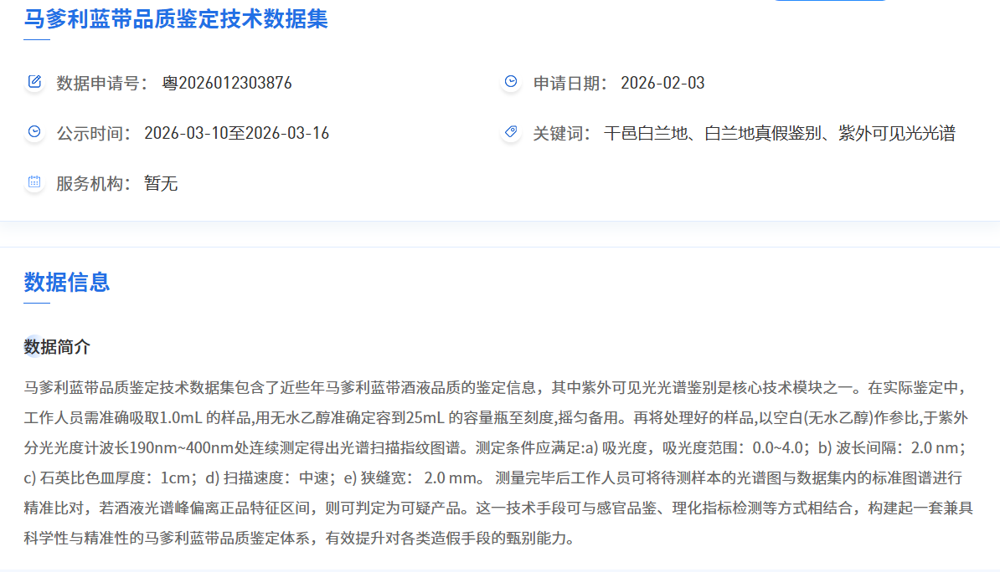 马爹利蓝带品质鉴定技术数据集
数据申请号： 粤2026012303876
申请日期： 2026-02-03
公示时间： 2026-03-10至2026-03-16
关键词： 干邑白兰地、白兰地真假鉴别、紫外可见光光谱
服务机构： 暂无
数据信息
数据简介
马爹利蓝带品质鉴定技术数据集包含了近些年马爹利蓝带酒液品质的鉴定信息，其中紫外可见光光谱鉴别是核心技术模块之一。在实际鉴定中，
工作人员需准确吸取1.0mL 的样品,用无水乙醇准确定容到25mL 的容量瓶至刻度,摇匀备用。再将处理好的样品,以空白(无水乙醇)作参比,于紫外
分光光度计波长190nm~400nm处连续测定得出光谱扫描指纹图谱。测定条件应满足:a) 吸光度，吸光度范围：0.0~4.0；b) 波长间隔：2.0 nm；
c) 石英比色皿厚度：1cm；d) 扫描速度：中速；e) 狭缝宽： 2.0 mm。 测量完毕后工作人员可将待测样本的光谱图与数据集内的标准图谱进行
精准比对，若酒液光谱峰偏离正品特征区间，则可判定为可疑产品。这一技术手段可与感官品鉴、理化指标检测等方式相结合，构建起一套兼具
科学性与精准性的马爹利蓝带品质鉴定体系，有效提升对各类造假手段的甄别能力。